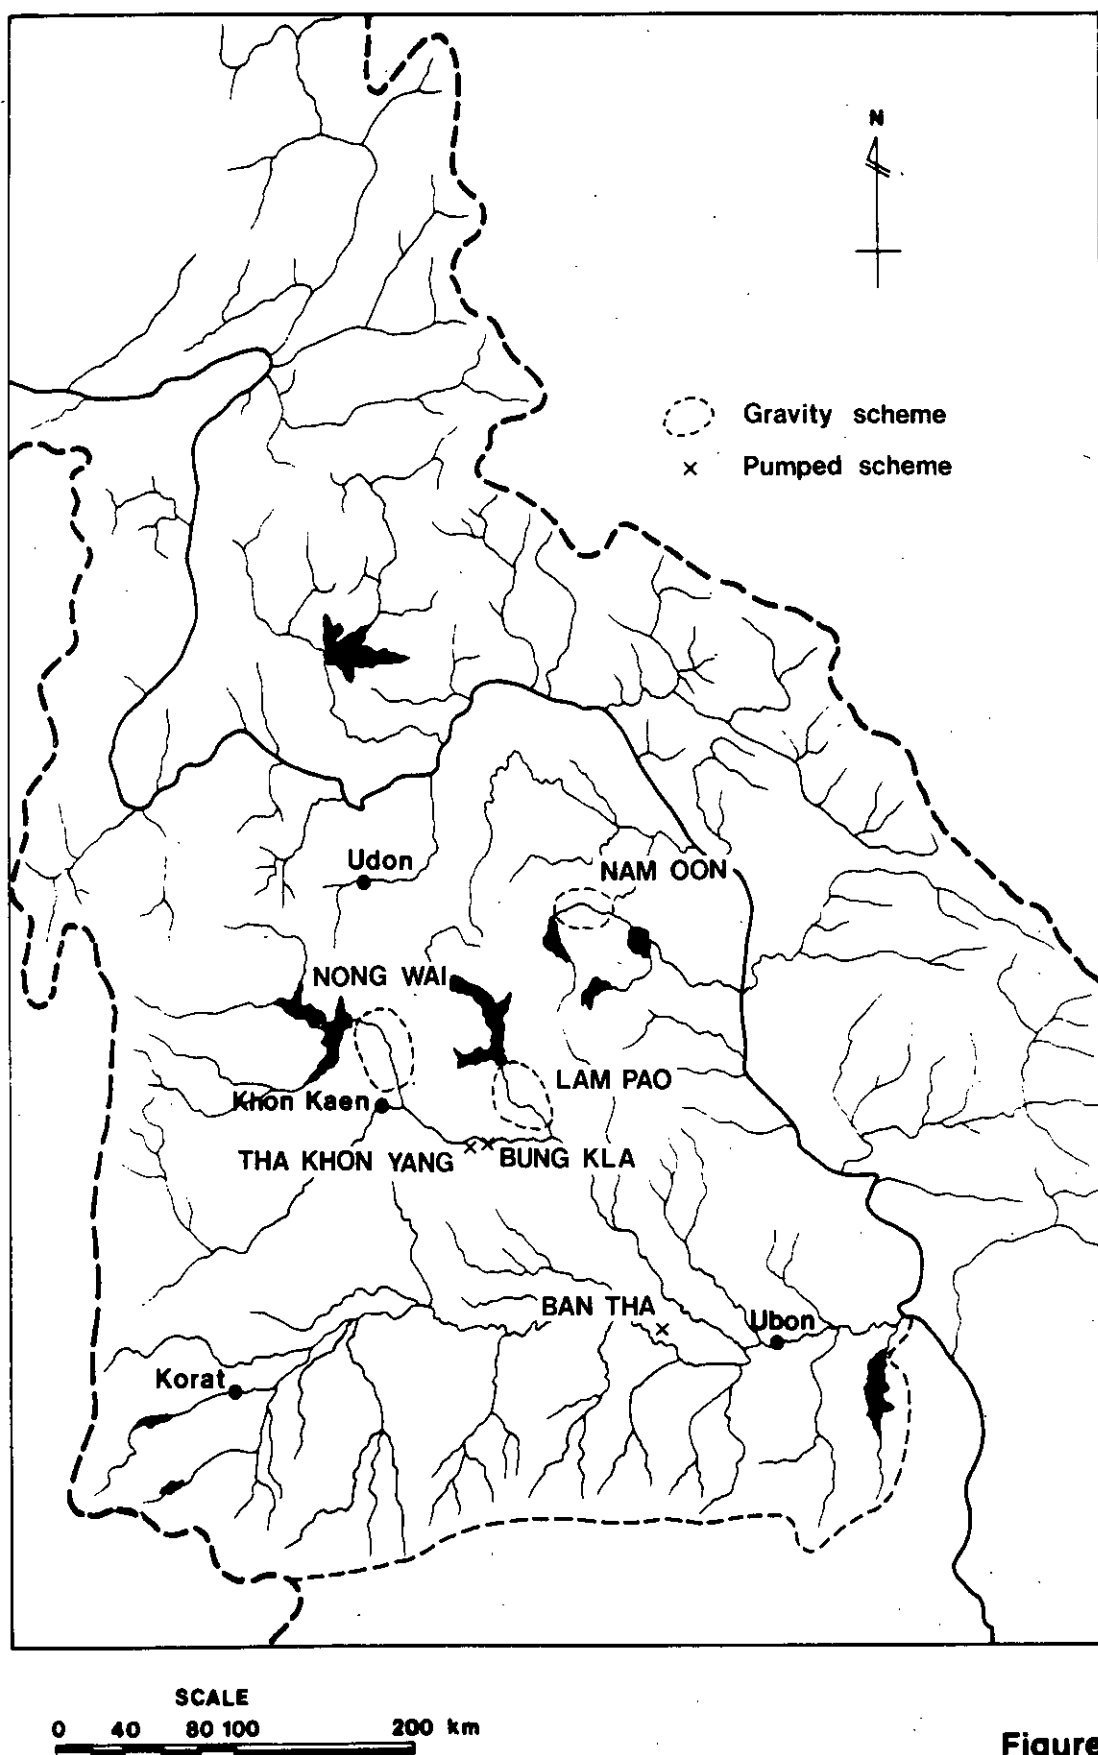 N
Gravity scheme
Pumped scheme
Udon
NAM OON
NONG WAI
LAM PAO
Khon Kaen
THA KHON YANG
BUNG KLA
BAN THA
Ubon
Korat
SCALE
0 40 80 100 200 km
Figure